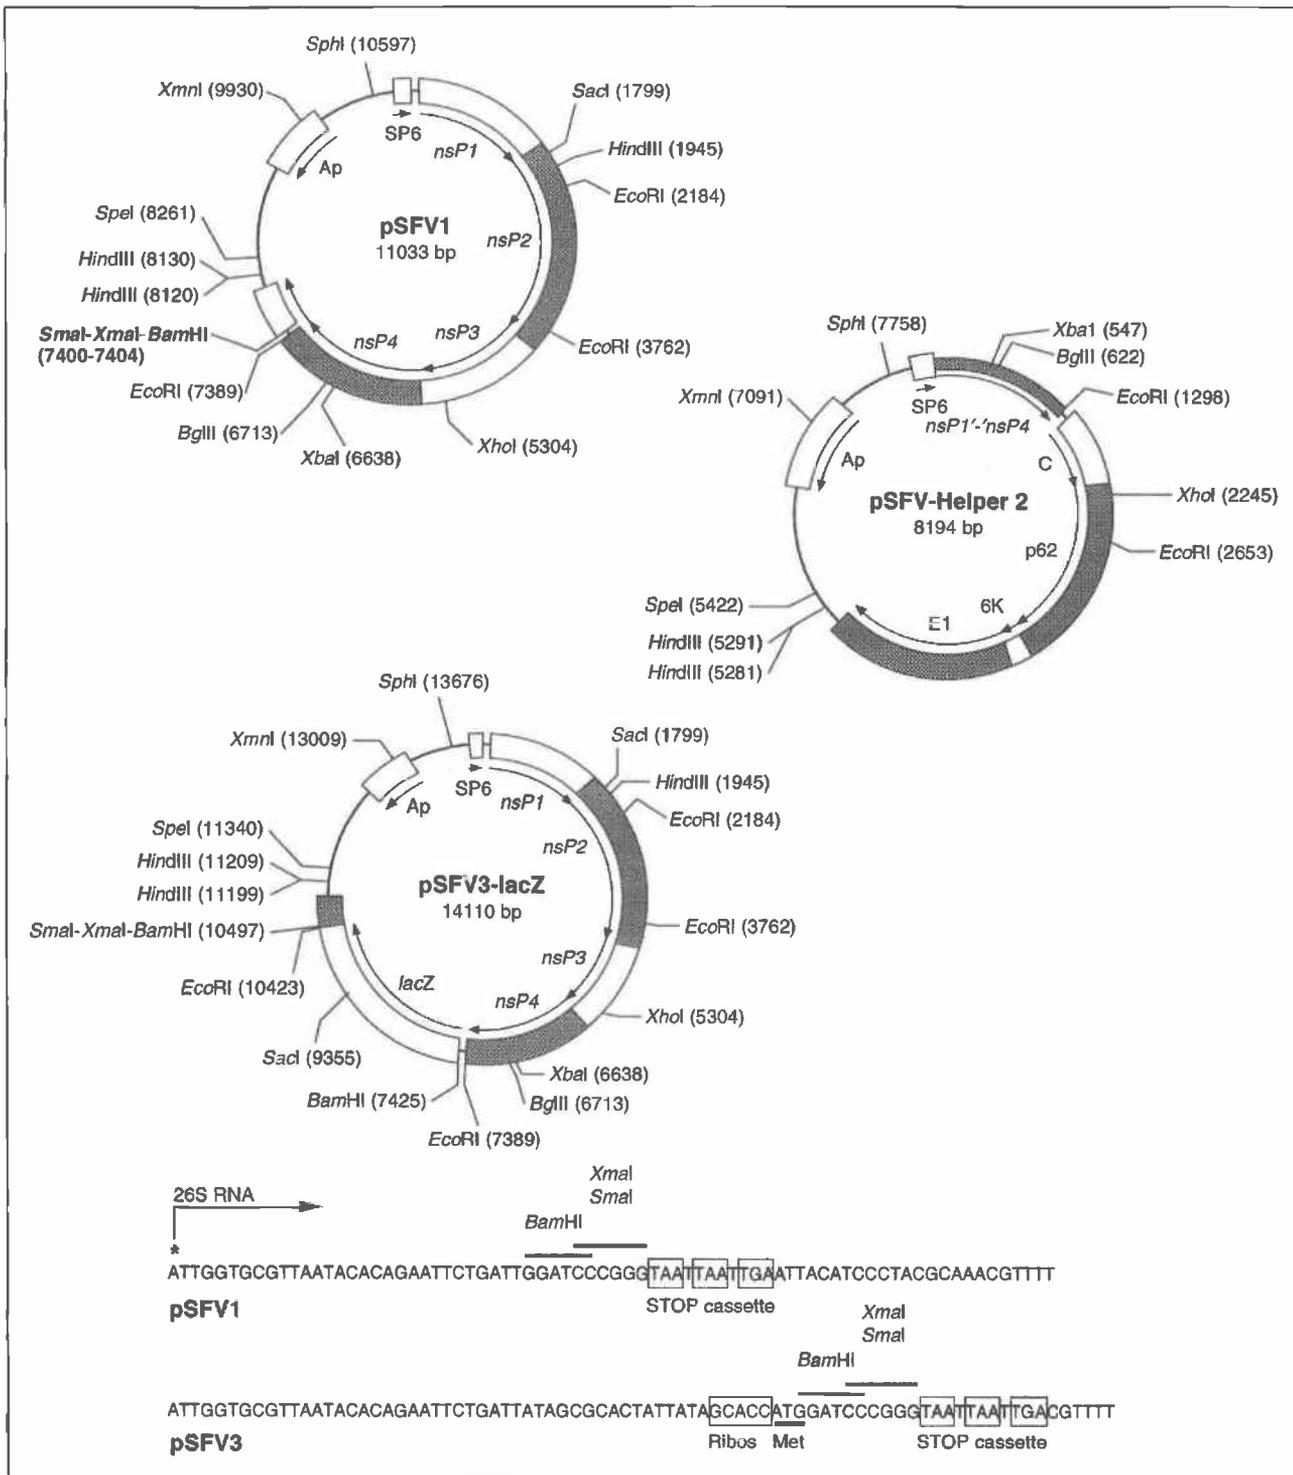 SphI (10597)
XmnI (9930)
SacI (1799)
SP6
nsP1
HindIII (1945)
Ap
EcoRI (2184)
SpeI (8261)
pSFV1
11033 bp
nsP2
HindIII (8130)
HindIII (8120)
SmaI-XmaI-BamHI
(7400-7404)
nsP4
nsP3
EcoRI (3762)
EcoRI (7389)
BglII (6713)
XbaI (6638)
XhoI (5304)
SphI (7758)
Xba1 (547)
BglII (622)
XmnI (7091)
SP6
EcoRI (1298)
nsP1'-'nsP4
Ap
C
pSFV-Helper 2
8194 bp
XhoI (2245)
p62
EcoRI (2653)
SpeI (5422)
6K
E1
HindIII (5291)
HindIII (5281)
SphI (13676)
XmnI (13009)
SacI (1799)
HindIII (1945)
SP6
Ap
nsP1
EcoRI (2184)
SpeI (11340)
nsP2
HindIII (11209)
pSFV3-lacZ
14110 bp
HindIII (11199)
SmaI-XmaI-BamHI (10497)
EcoRI (3762)
nsP3
EcoRI (10423)
lacZ
nsP4
XhoI (5304)
SacI (9355)
XbaI (6638)
BamHI (7425)
BglII (6713)
EcoRI (7389)
XmaI
SmaI
26S RNA
BamHI
*
ATTGGTGCGTTAATACACAGAATTCTGATTGGATCCCGGGTAATTAATTGAATTACATCCCTACGCAAACGTTTT
pSFV1
STOP cassette
XmaI
SmaI
BamHI
ATTGGTGCGTTAATACACAGAATTCTGATTATAGCGCACTATTATAGCACCATGGATCCCGGGTAATTAATTGACGTTTT
pSFV3
Ribos Met STOP cassette